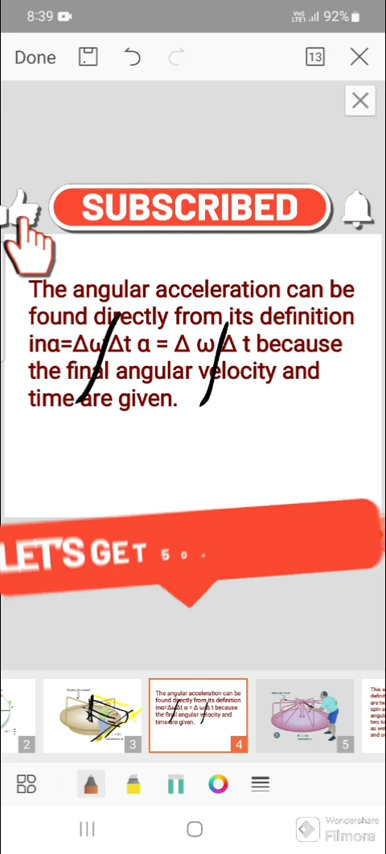 8:39 92%
Done 13
SUBSCRIBED
The angular acceleration can be
found directly from its definition
inα=Δω/Δt α = Δ ω/Δ t because
the final angular velocity and
time are given.
LET'S GET 5 0 .
2 3 4 5
The angular acceleration can be
found directly from its definition
inα=Δω/Δt α = Δ ω/Δ t because
the final angular velocity and
time are given.
Wondershare
Filmora